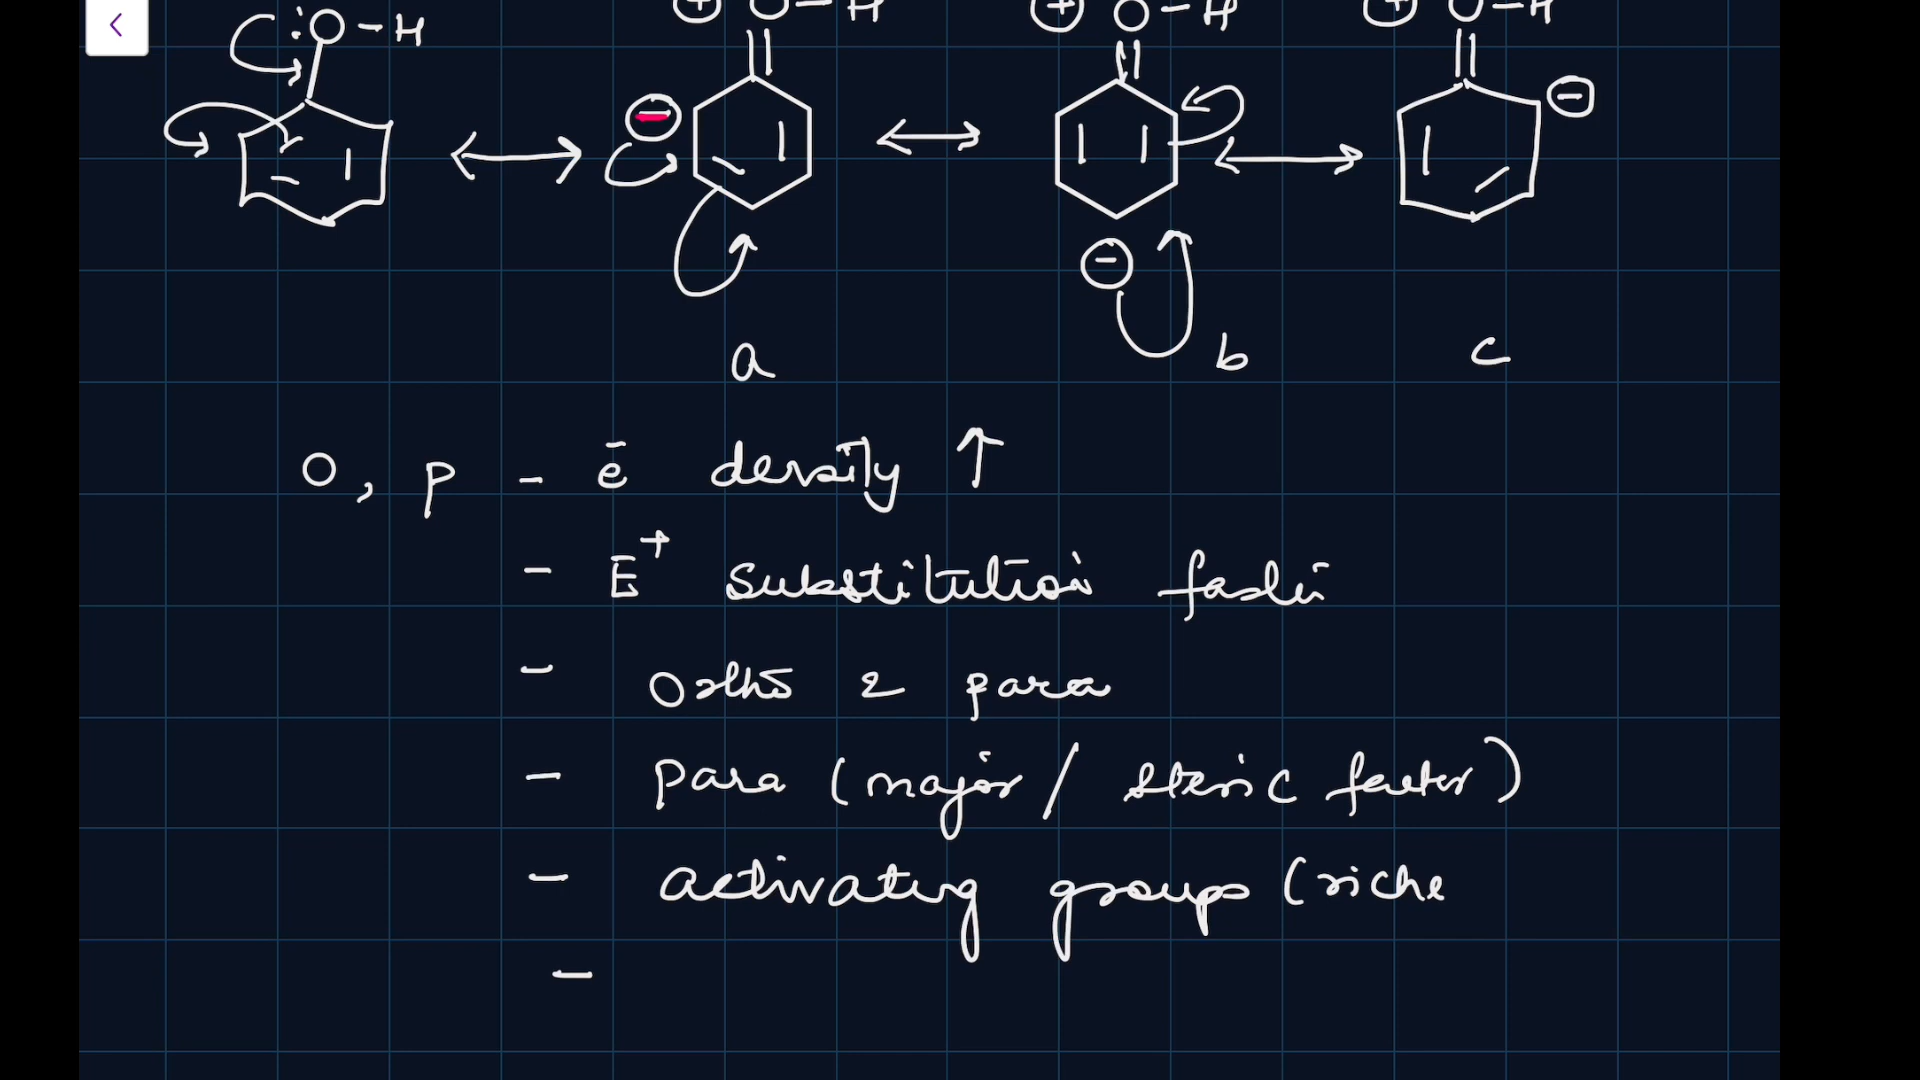 :O-H
⊕ O-H
⊕ O-H
⊕ O-H
⊖
⊖
⊖
a
b
c
O, p - ē density ↑
- E⁺ substitution faster
- Ortho & para
- para (major / steric factor)
- activating groups (riche
-